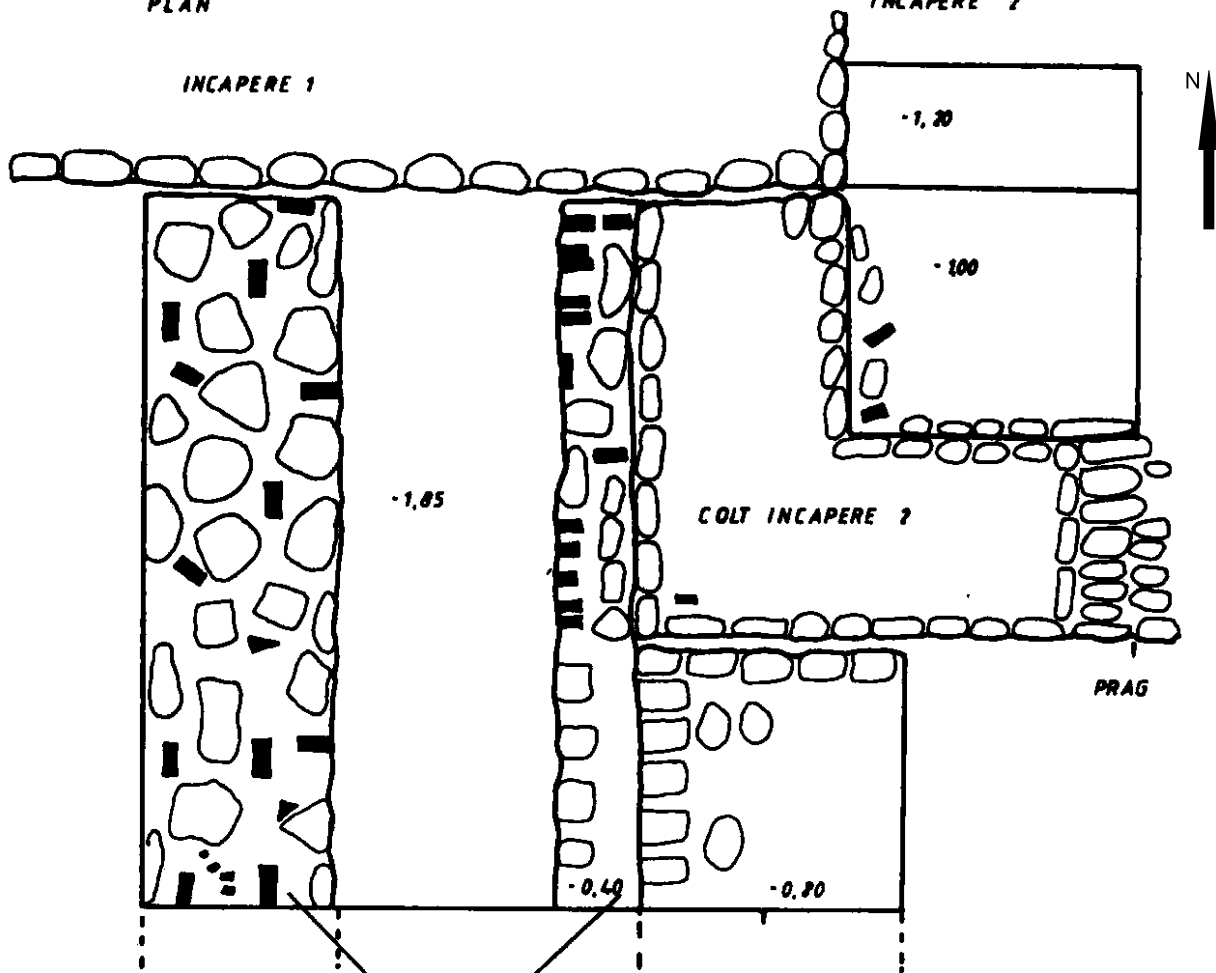 PLAN
INCAPERE 2
INCAPERE 1
N
-1,20
-1,00
-1,85
COLT INCAPERE 2
PRAG
-0,40
-0,80